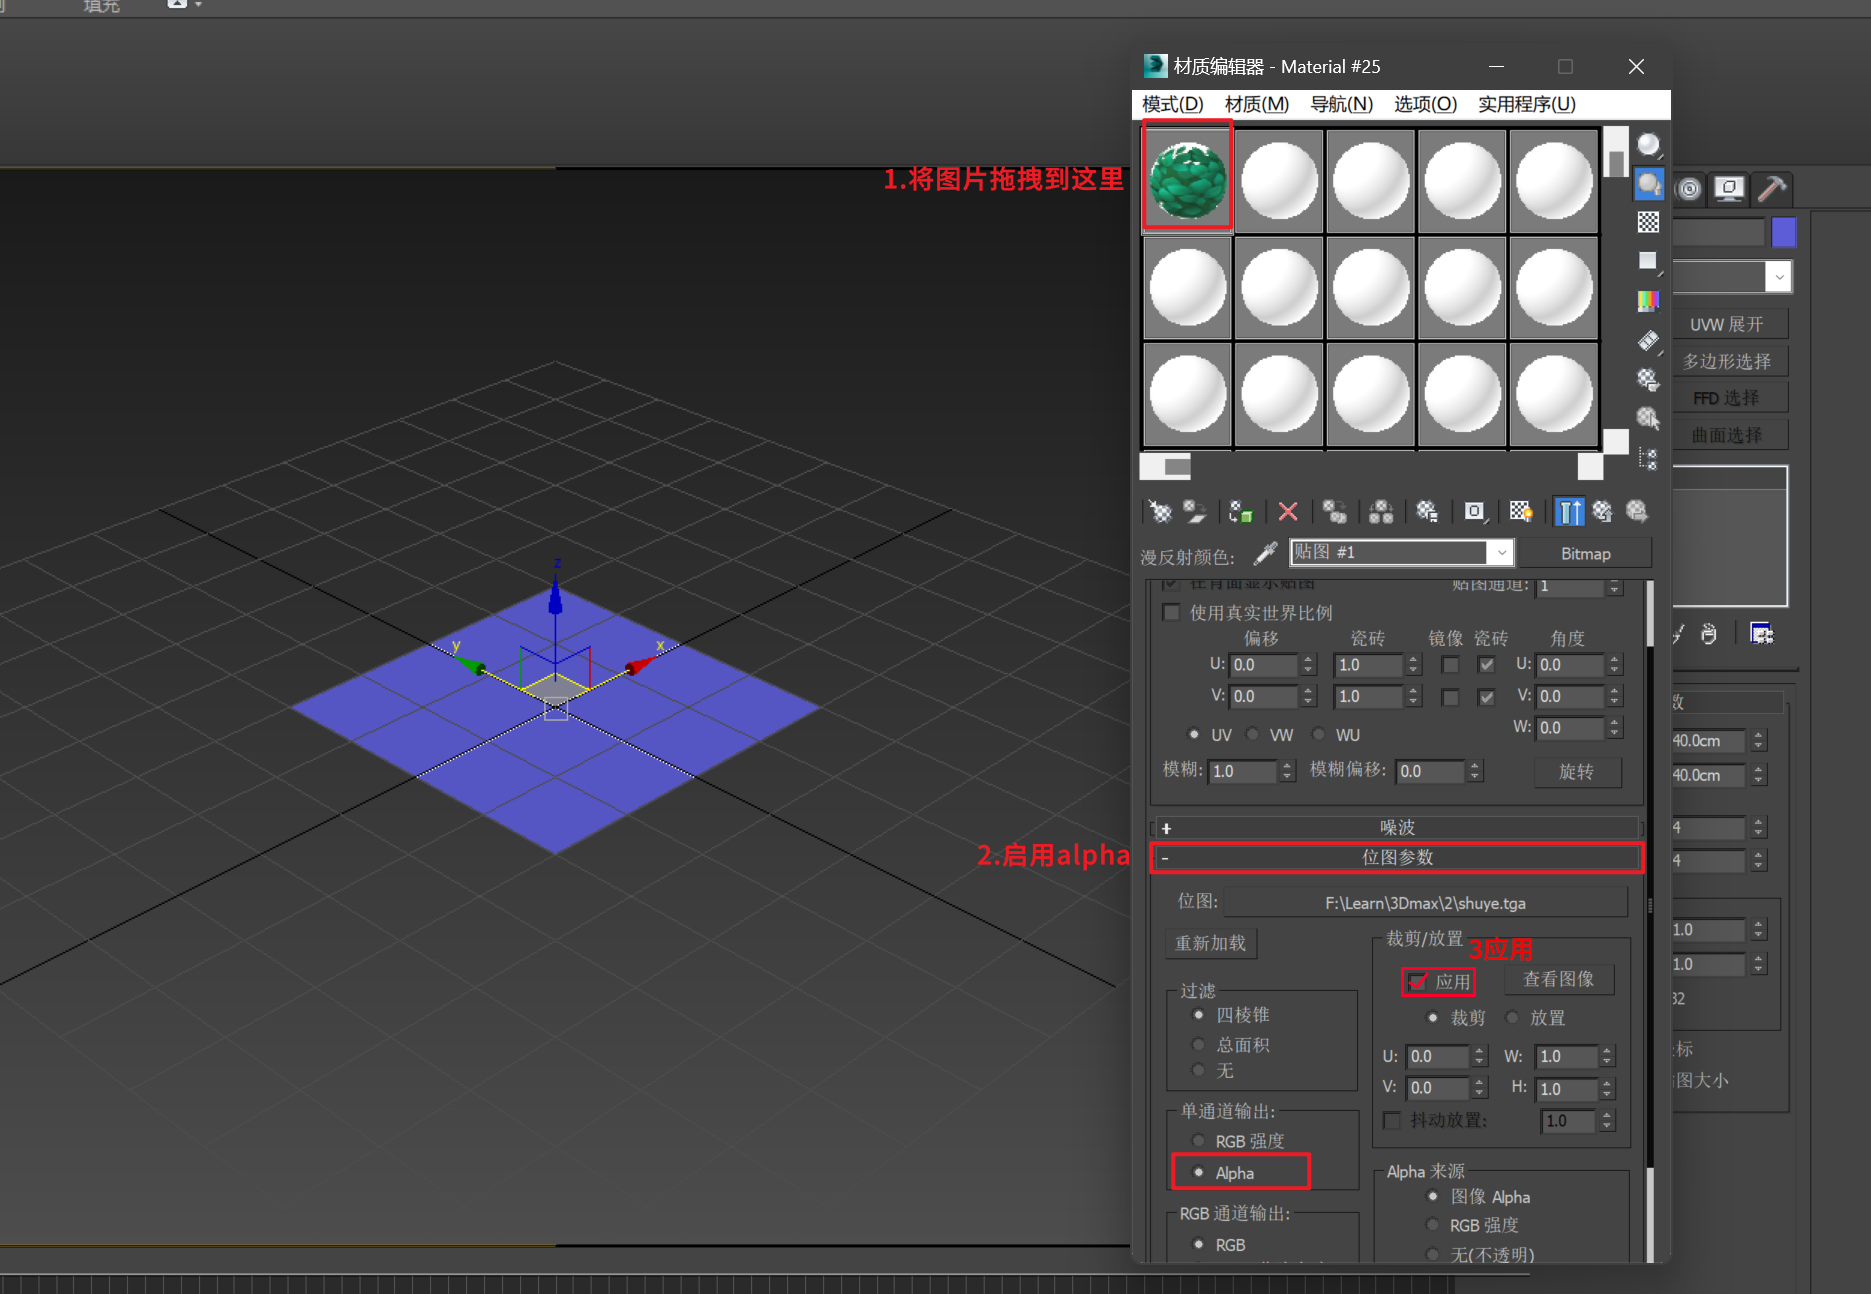 填充
材质编辑器 - Material #25
模式(D) 材质(M) 导航(N) 选项(O) 实用程序(U)
1.将图片拖拽到这里
UVW 展开
多边形选择
FFD 选择
曲面选择
漫反射颜色: 贴图 #1 Bitmap
在背面显示贴图 贴图通道: 1
使用真实世界比例
偏移 瓷砖 镜像 瓷砖 角度
U: 0.0 1.0 U: 0.0
V: 0.0 1.0 V: 0.0
W: 0.0
UV VW WU
模糊: 1.0 模糊偏移: 0.0 旋转
z
y
x
数
40.0cm
40.0cm
4
4
1.0
1.0
32
坐标
贴图大小
+ 噪波
2.启用alpha
- 位图参数
位图: F:\Learn\3Dmax\2\shuye.tga
重新加载
裁剪/放置
3应用
应用 查看图像
裁剪 放置
U: 0.0 W: 1.0
V: 0.0 H: 1.0
抖动放置: 1.0
过滤
四棱锥
总面积
无
单通道输出:
RGB 强度
Alpha
RGB 通道输出:
RGB
Alpha 来源
图像 Alpha
RGB 强度
无(不透明)